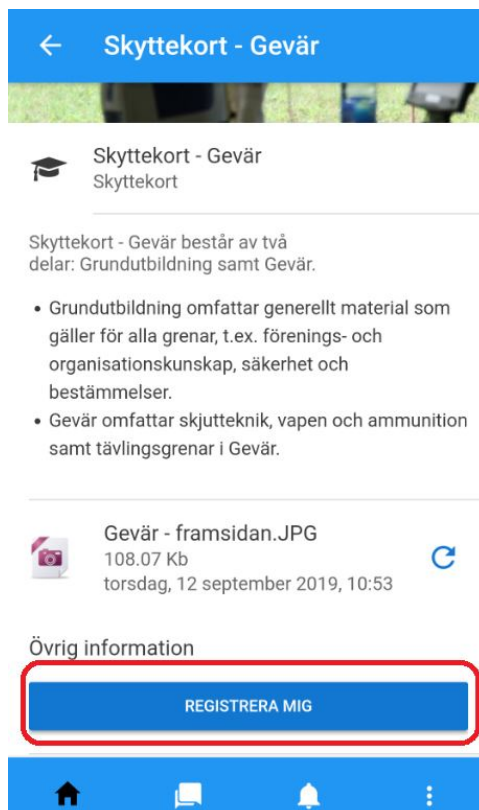 Skyttekort - Gevär
Skyttekort - Gevär
Skyttekort
Skyttekort - Gevär består av två
delar: Grundutbildning samt Gevär.
• Grundutbildning omfattar generellt material som
gäller för alla grenar, t.ex. förenings- och
organisationskunskap, säkerhet och
bestämmelser.
• Gevär omfattar skjutteknik, vapen och ammunition
samt tävlingsgrenar i Gevär.
Gevär - framsidan.JPG
108.07 Kb
torsdag, 12 september 2019, 10:53
Övrig information
REGISTRERA MIG